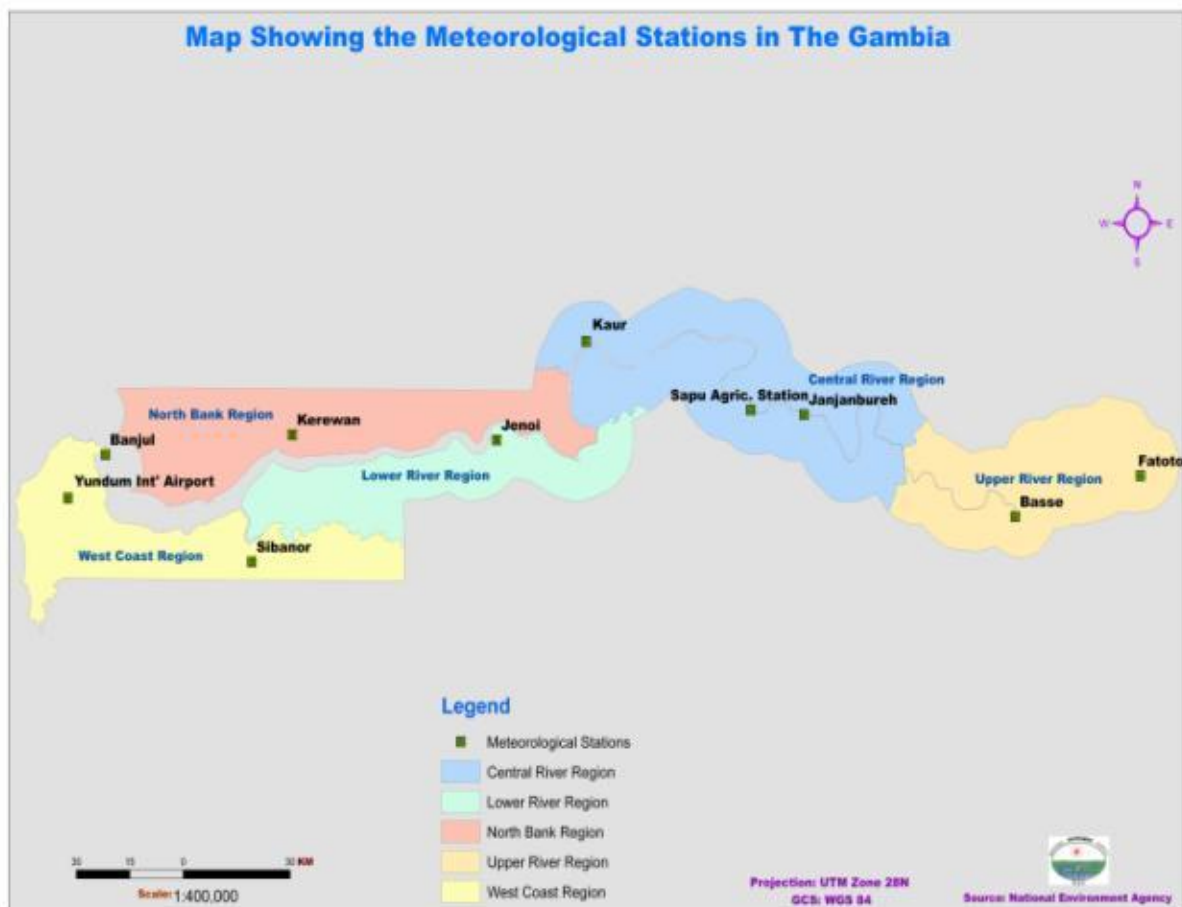 Map Showing the Meteorological Stations in The Gambia
N
W E
S
Kaur
Central River Region
Sapu Agric. Station
Janjanbureh
North Bank Region
Kerewan
Jenoi
Banjul
Lower River Region
Fatoto
Yundum Int' Airport
Upper River Region
Basse
Sibanor
West Coast Region
Legend
Meteorological Stations
Central River Region
Lower River Region
North Bank Region
Upper River Region
West Coast Region
15 0 30 KM
Scale: 1:400,000
Projection: UTM Zone 28N
GCS: WGS 84
Source: National Environment Agency